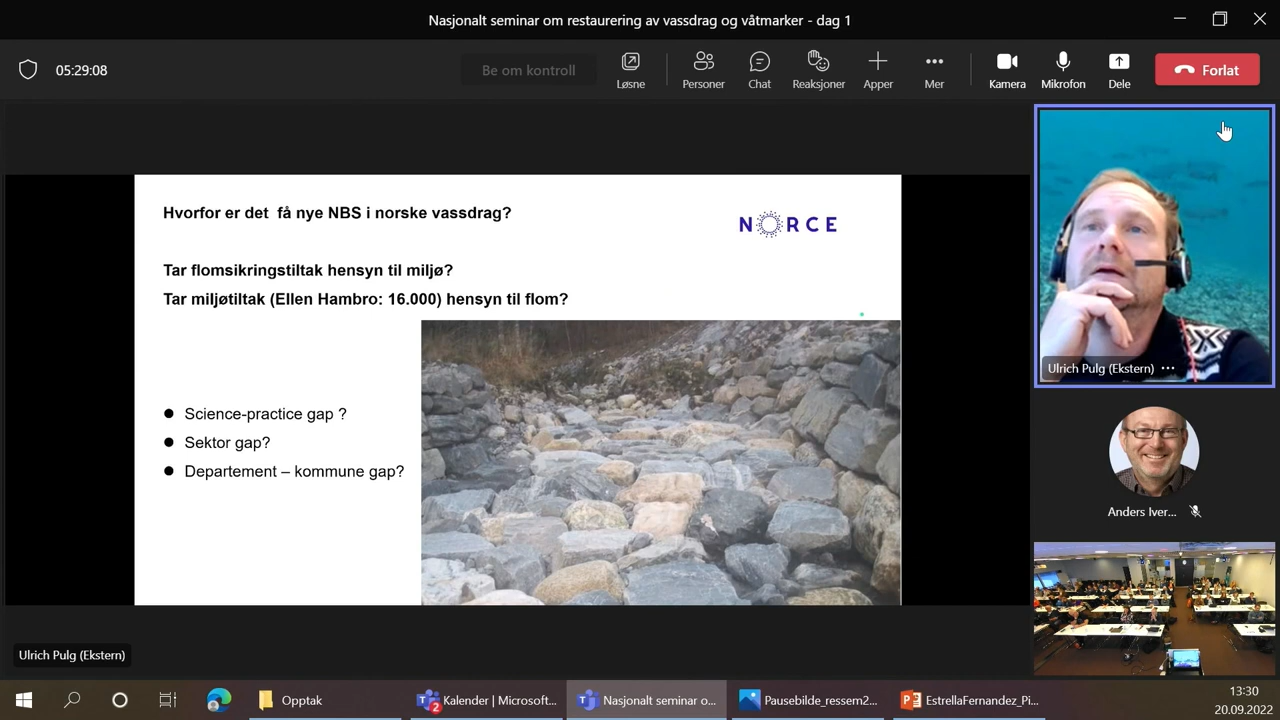 Nasjonalt seminar om restaurering av vassdrag og våtmarker - dag 1
05:29:08
Be om kontroll
Løsne
Personer
Chat
Reaksjoner
Apper
Mer
Kamera
Mikrofon
Dele
Forlat
Hvorfor er det få nye NBS i norske vassdrag?
NORCE
Tar flomsikringstiltak hensyn til miljø?
Tar miljøtiltak (Ellen Hambro: 16.000) hensyn til flom?
● Science-practice gap ?
● Sektor gap?
● Departement – kommune gap?
Ulrich Pulg (Ekstern) •••
Anders Iver...
Ulrich Pulg (Ekstern)
Opptak
2
Kalender | Microsoft...
Nasjonalt seminar o...
Pausebilde_ressem2...
EstrellaFernandez_Pi...
13:30
20.09.2022